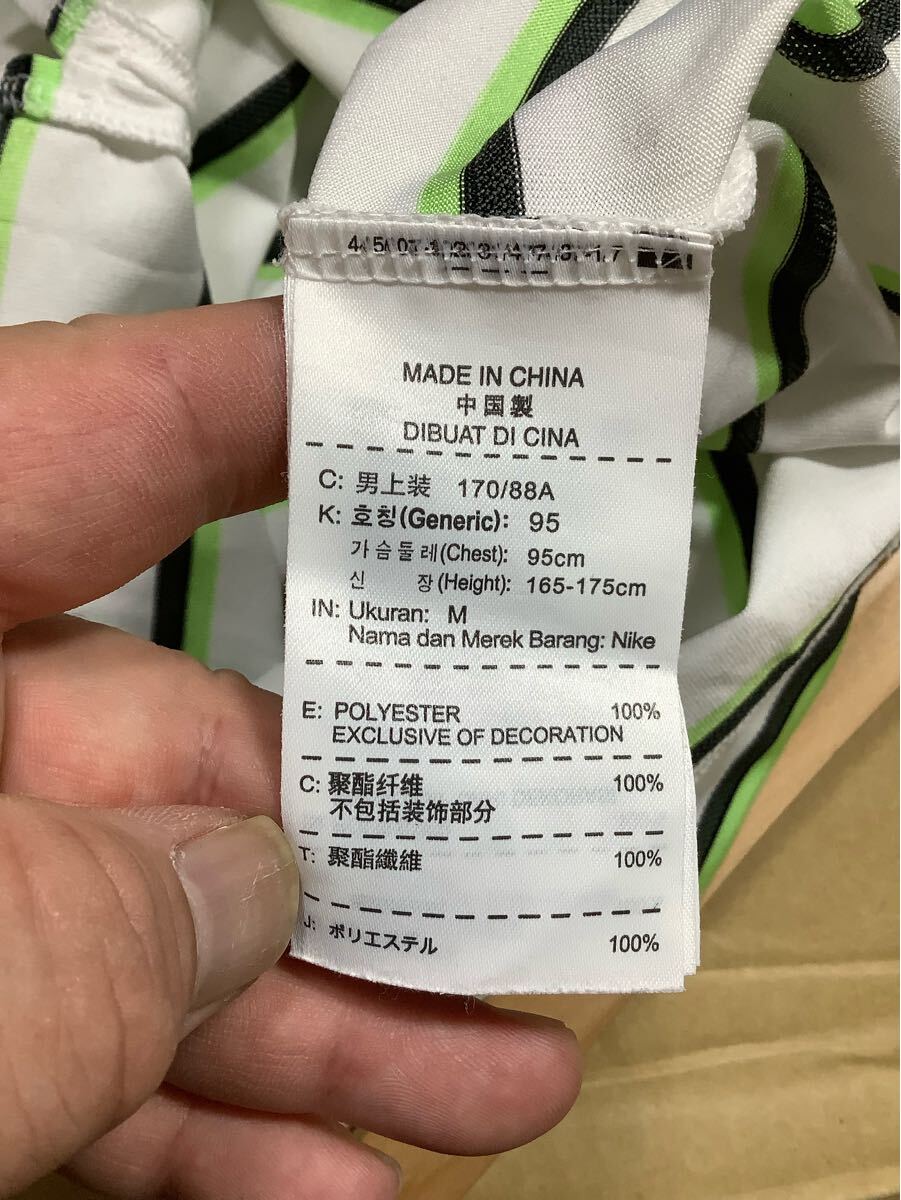 MADE IN CHINA
中国製
DIBUAT DI CINA
C: 男上装 170/88A
K: 호칭(Generic): 95
가슴둘레(Chest): 95cm
신 장(Height): 165-175cm
IN: Ukuran: M
Nama dan Merek Barang: Nike
E: POLYESTER 100%
EXCLUSIVE OF DECORATION
C: 聚酯纤维 100%
不包括装饰部分
T: 聚酯纖維 100%
J: ポリエステル 100%